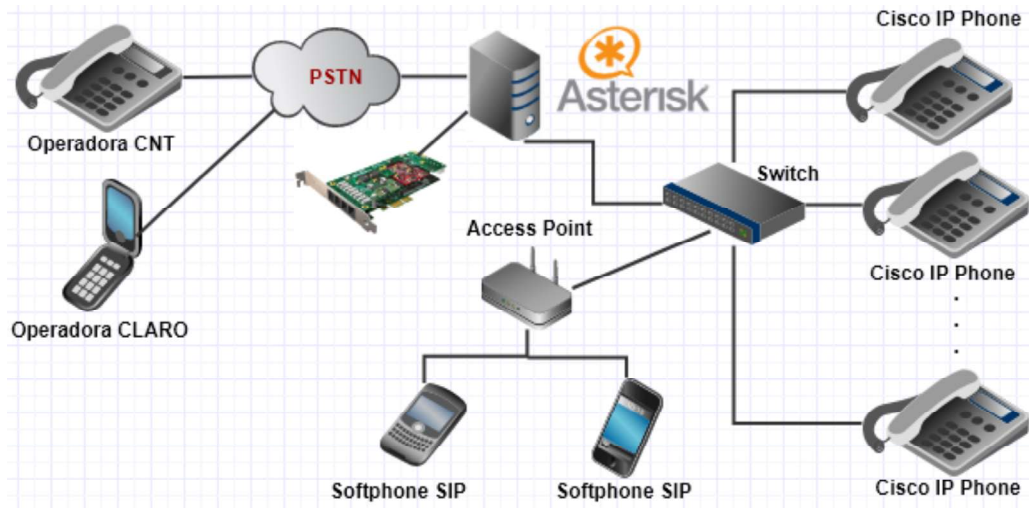 Cisco IP Phone
PSTN
Asterisk
Operadora CNT
Switch
Access Point
Cisco IP Phone
Operadora CLARO
Softphone SIP
Softphone SIP
Cisco IP Phone